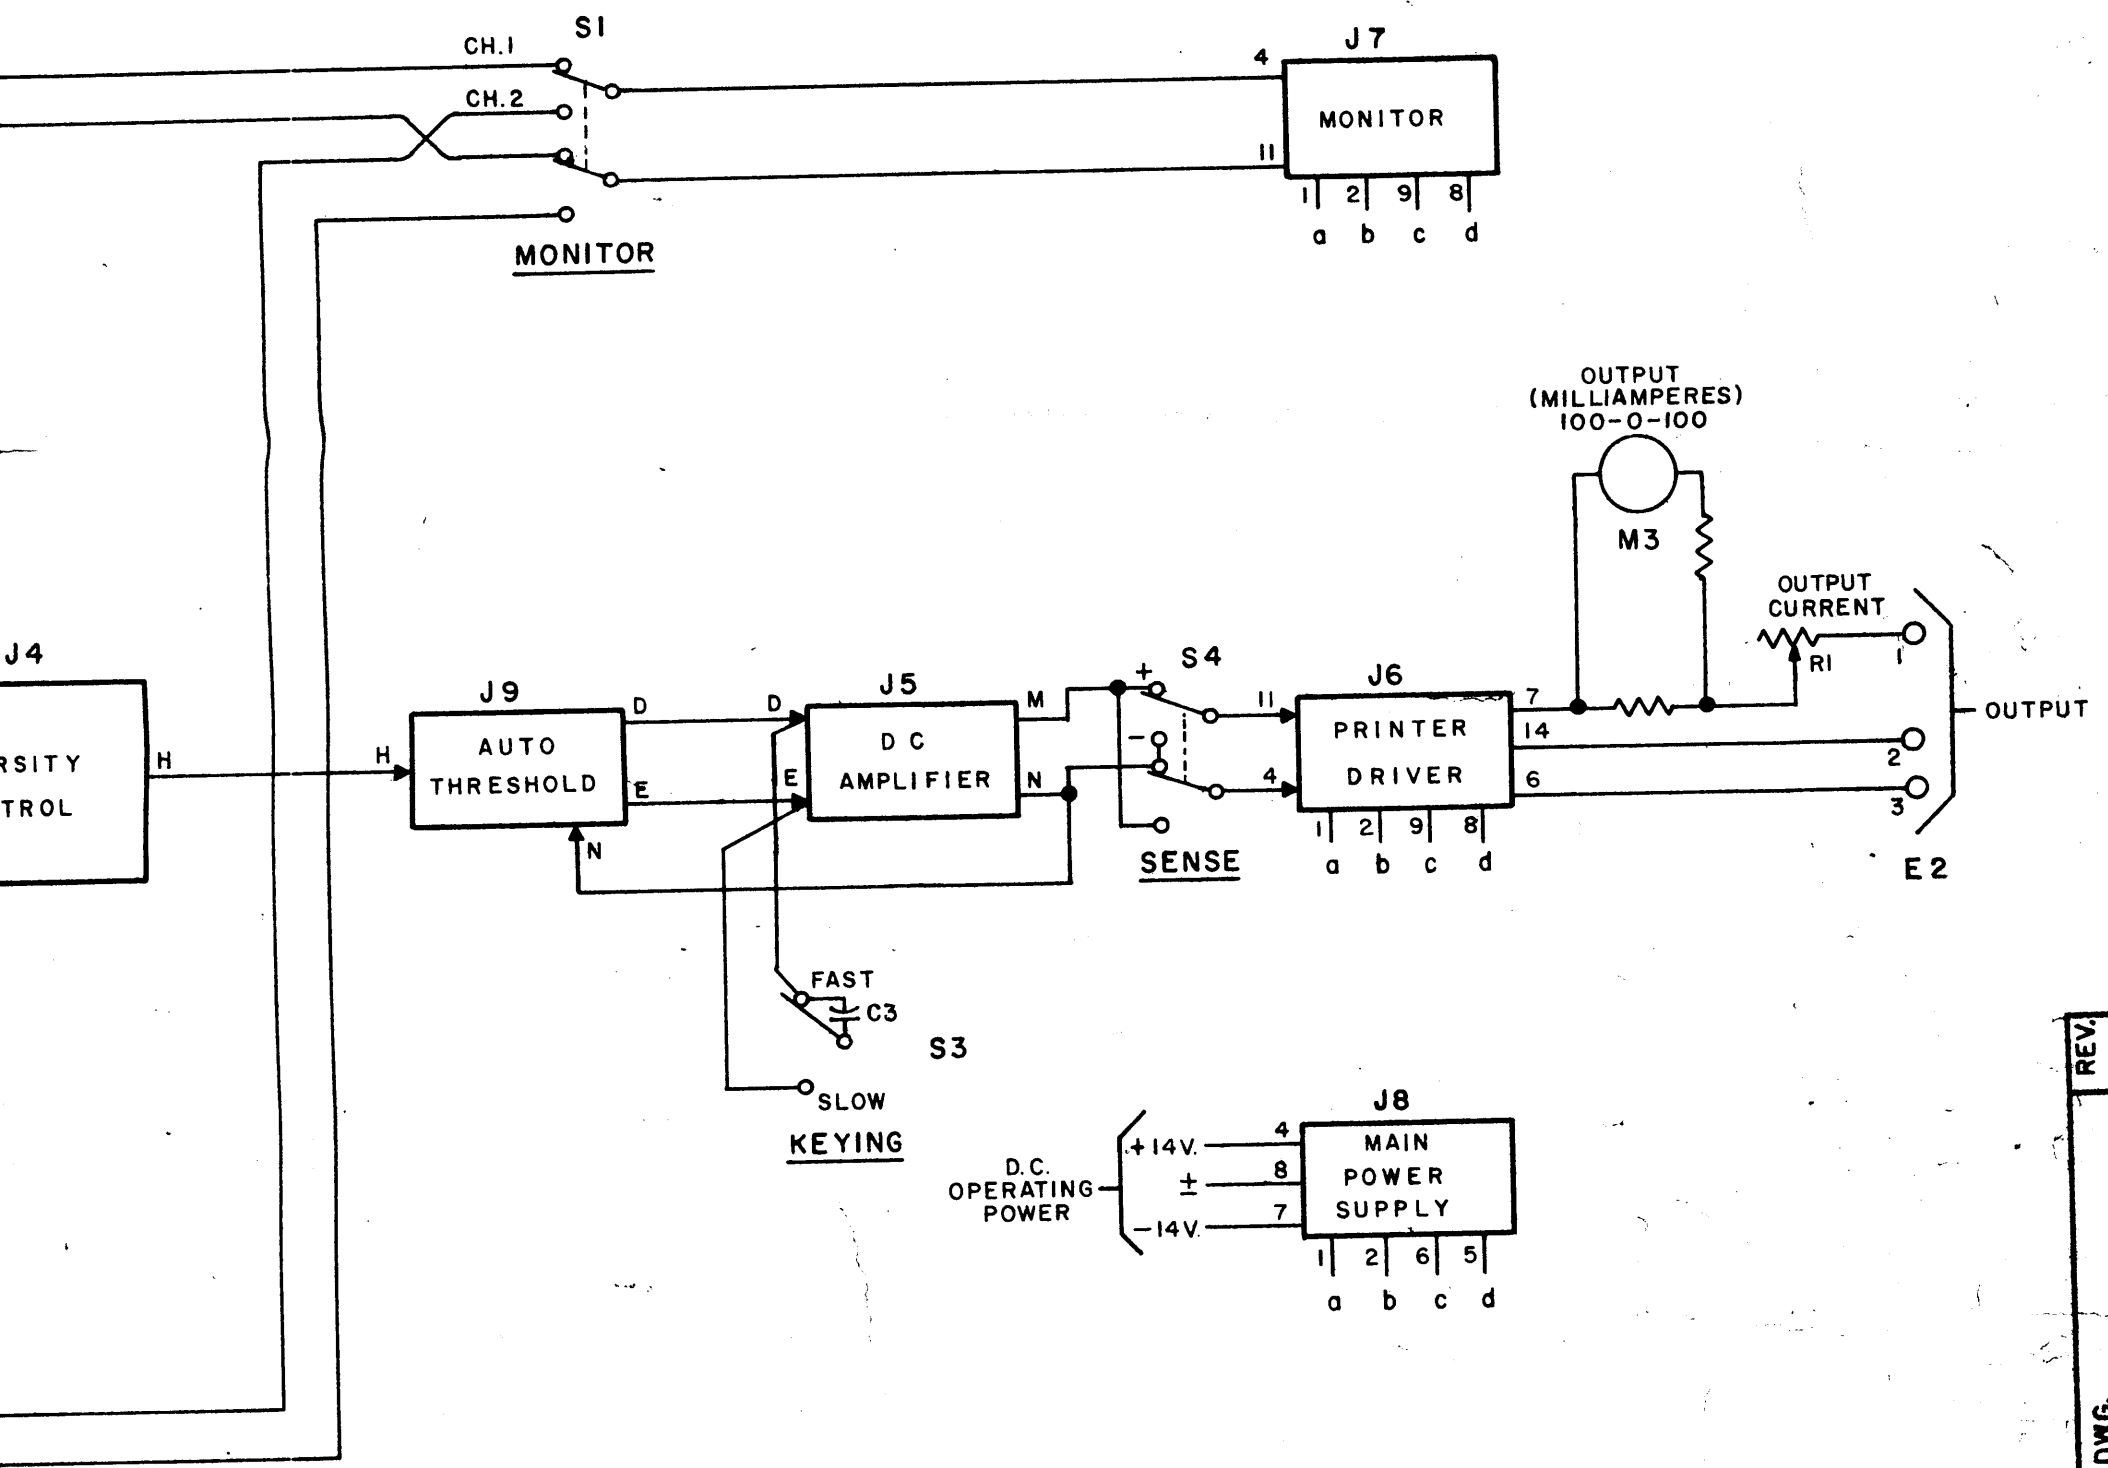 S1
CH.1
CH.2
MONITOR
J7
4
MONITOR
11
1 2 9 8
a b c d
OUTPUT
(MILLIAMPERES)
100-0-100
M3
OUTPUT
CURRENT
R1
1
2
3
OUTPUT
E2
J4
RSITY
TROL
H
H
J9
AUTO
THRESHOLD
D
E
N
D
E
J5
DC
AMPLIFIER
M
N
S4
+
-
SENSE
11
4
J6
PRINTER
DRIVER
7
14
6
1 2 9 8
a b c d
FAST
C3
S3
SLOW
KEYING
D.C.
OPERATING
POWER
+14V.
±
-14V.
J8
4
8
7
MAIN
POWER
SUPPLY
1 2 6 5
a b c d
REV.
DWG.